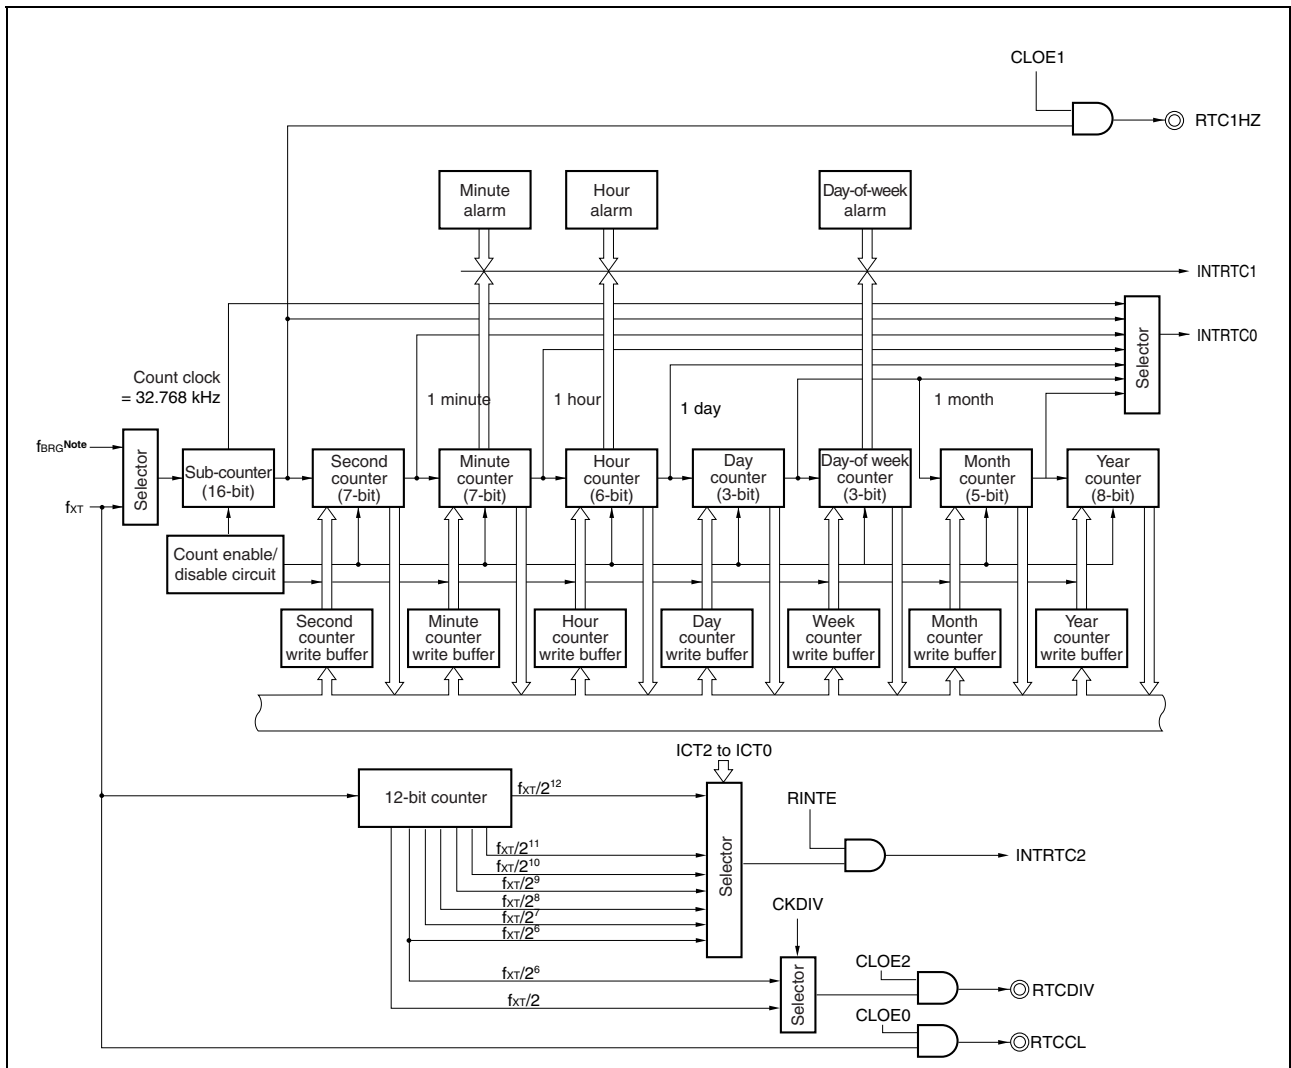 CLOE1
RTC1HZ
Minute
alarm
Hour
alarm
Day-of-week
alarm
INTRTC1
INTRTC0
Selector
Count clock
= 32.768 kHz
1 minute
1 hour
1 day
1 month
fBRG Note
fXT
Selector
Sub-counter
(16-bit)
Second
counter
(7-bit)
Minute
counter
(7-bit)
Hour
counter
(6-bit)
Day
counter
(3-bit)
Day-of week
counter
(3-bit)
Month
counter
(5-bit)
Year
counter
(8-bit)
Count enable/
disable circuit
Second
counter
write buffer
Minute
counter
write buffer
Hour
counter
write buffer
Day
counter
write buffer
Week
counter
write buffer
Month
counter
write buffer
Year
counter
write buffer
ICT2 to ICT0
12-bit counter
fXT/2¹²
RINTE
fXT/2¹¹
fXT/2¹⁰
fXT/2⁹
fXT/2⁸
fXT/2⁷
fXT/2⁶
Selector
INTRTC2
CKDIV
fXT/2⁶
fXT/2
Selector
CLOE2
RTCDIV
CLOE0
RTCCL